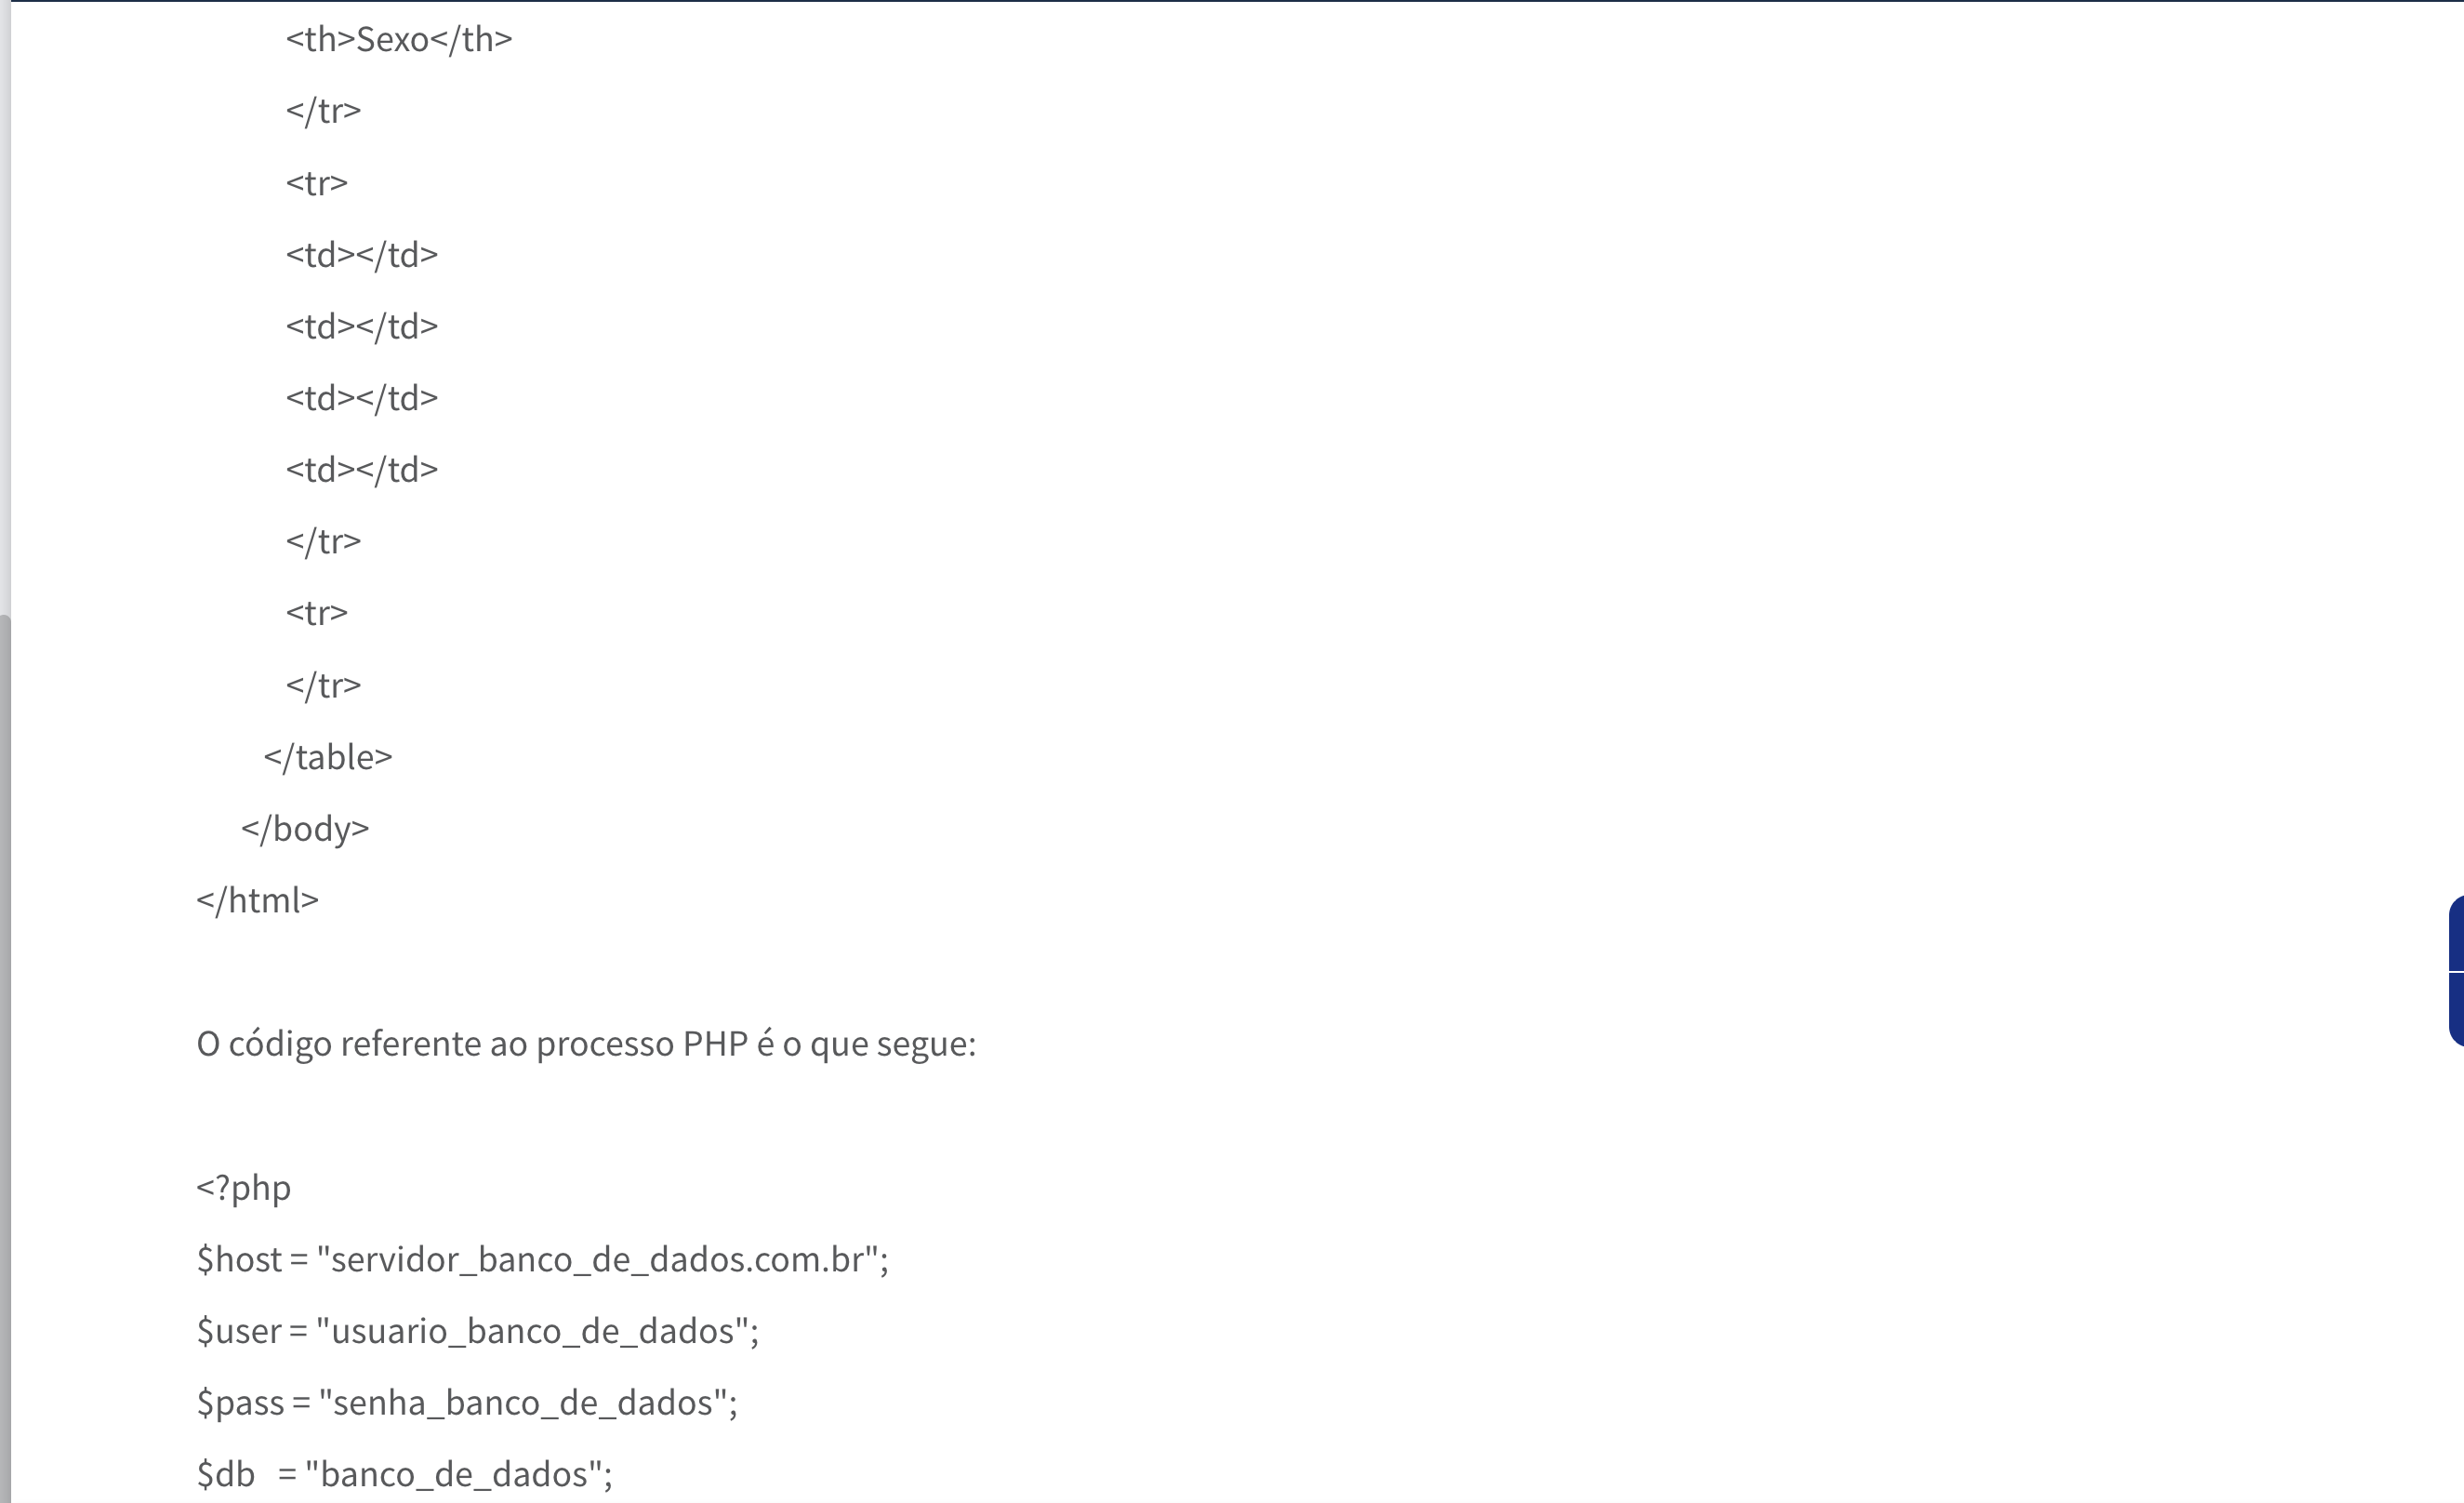 <th>Sexo</th>
</tr>
<tr>
<td></td>
<td></td>
<td></td>
<td></td>
</tr>
<tr>
</tr>
</table>
</body>
</html>
O código referente ao processo PHP é o que segue:
<?php
$host = "servidor_banco_de_dados.com.br";
$user = "usuario_banco_de_dados";
$pass = "senha_banco_de_dados";
$db = "banco_de_dados";